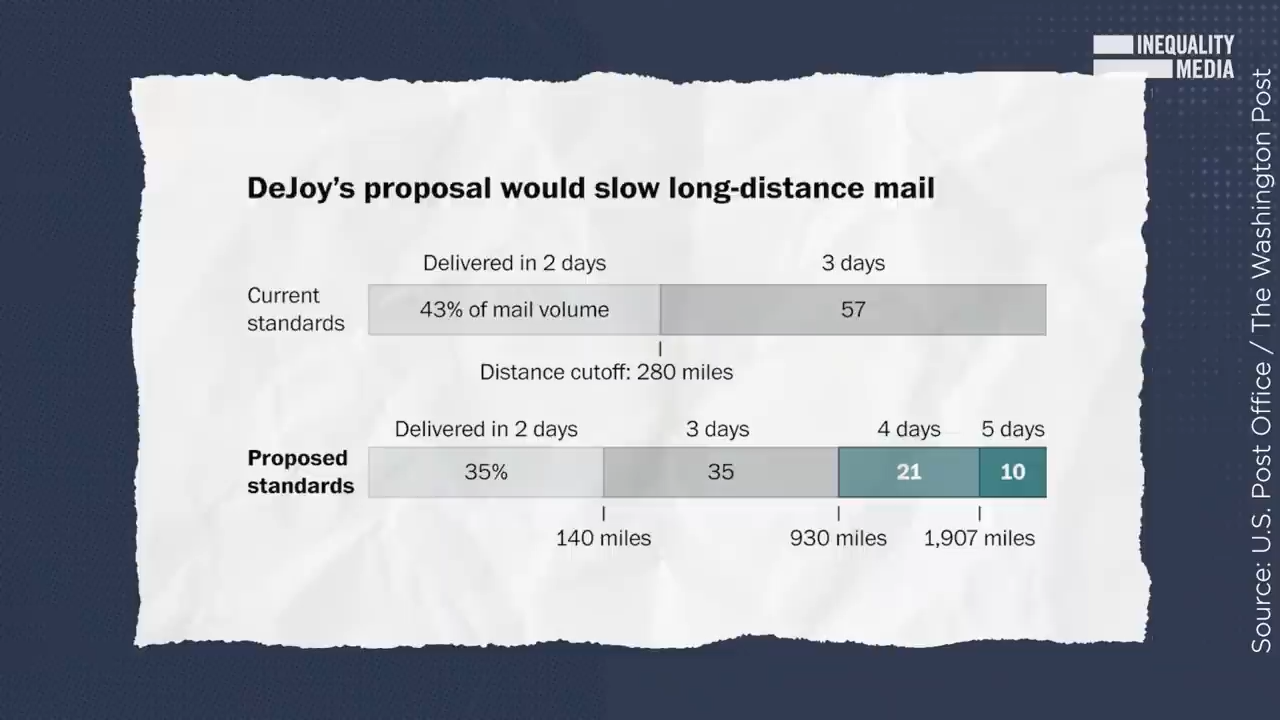 INEQUALITY
MEDIA
DeJoy’s proposal would slow long-distance mail
Delivered in 2 days
3 days
Current
standards
43% of mail volume
57
Distance cutoff: 280 miles
Delivered in 2 days
3 days
4 days
5 days
Proposed
standards
35%
35
21
10
140 miles
930 miles
1,907 miles
Source: U.S. Post Office / The Washington Post